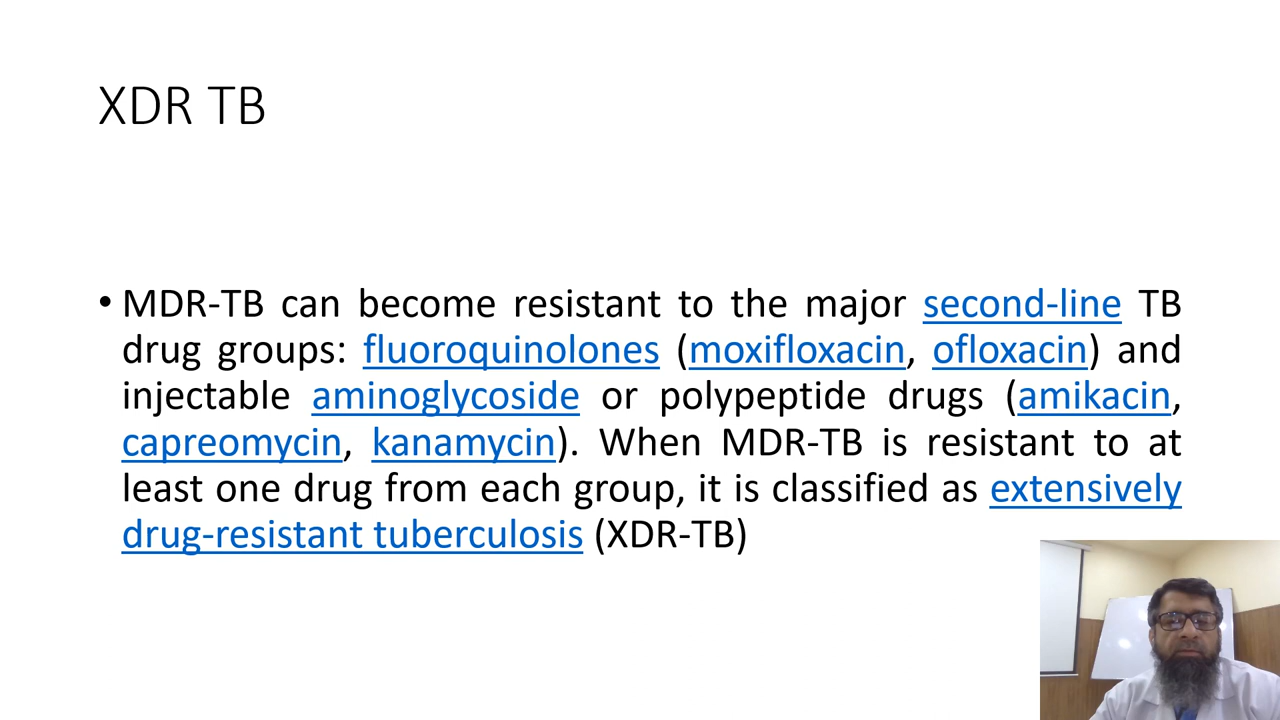 XDR TB
• MDR-TB can become resistant to the major second-line TB
drug groups: fluoroquinolones (moxifloxacin, ofloxacin) and
injectable aminoglycoside or polypeptide drugs (amikacin,
capreomycin, kanamycin). When MDR-TB is resistant to at
least one drug from each group, it is classified as extensively
drug-resistant tuberculosis (XDR-TB)